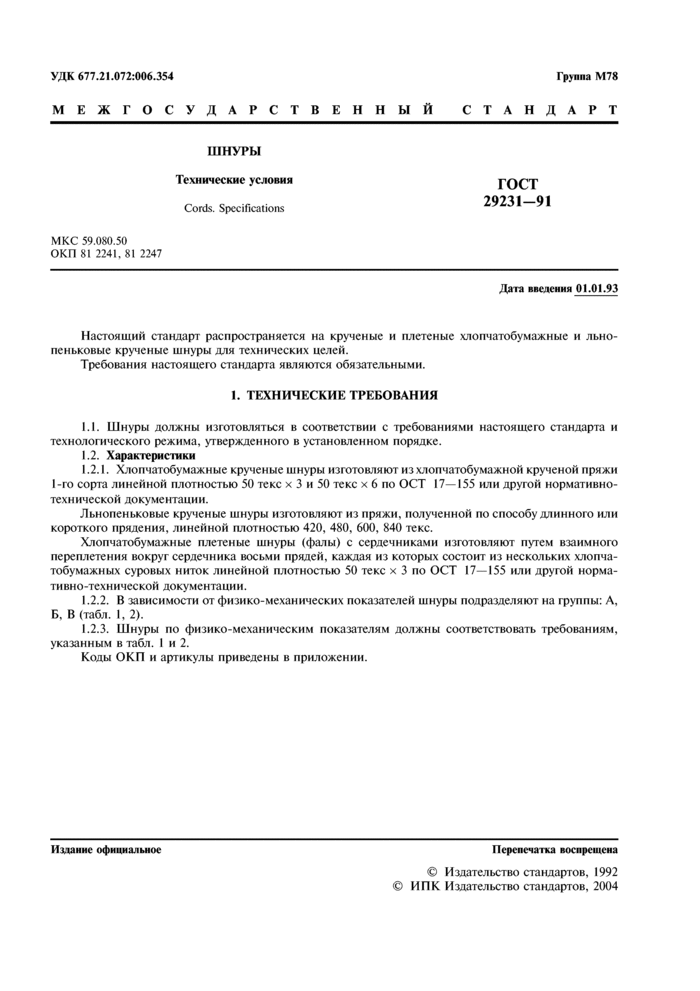 УДК 677.21.072:006.354 Группа М78
МЕЖГОСУДАРСТВЕННЫЙ СТАНДАРТ
ШНУРЫ
Технические условия
Cords. Specifications
ГОСТ
29231—91
МКС 59.080.50
ОКП 81 2241, 81 2247
Дата введения 01.01.93
Настоящий стандарт распространяется на крученые и плетеные хлопчатобумажные и льно-
пеньковые крученые шнуры для технических целей.
Требования настоящего стандарта являются обязательными.
1. ТЕХНИЧЕСКИЕ ТРЕБОВАНИЯ
1.1. Шнуры должны изготовляться в соответствии с требованиями настоящего стандарта и
технологического режима, утвержденного в установленном порядке.
1.2. Характеристики
1.2.1. Хлопчатобумажные крученые шнуры изготовляют из хлопчатобумажной крученой пряжи
1-го сорта линейной плотностью 50 текс × 3 и 50 текс × 6 по ОСТ 17—155 или другой нормативно-
технической документации.
Льнопеньковые крученые шнуры изготовляют из пряжи, полученной по способу длинного или
короткого прядения, линейной плотностью 420, 480, 600, 840 текс.
Хлопчатобумажные плетеные шнуры (фалы) с сердечниками изготовляют путем взаимного
переплетения вокруг сердечника восьми прядей, каждая из которых состоит из нескольких хлопча-
тобумажных суровых ниток линейной плотностью 50 текс × 3 по ОСТ 17—155 или другой норма-
тивно-технической документации.
1.2.2. В зависимости от физико-механических показателей шнуры подразделяют на группы: А,
Б, В (табл. 1, 2).
1.2.3. Шнуры по физико-механическим показателям должны соответствовать требованиям,
указанным в табл. 1 и 2.
Коды ОКП и артикулы приведены в приложении.
Издание официальное Перепечатка воспрещена
© Издательство стандартов, 1992
© ИПК Издательство стандартов, 2004